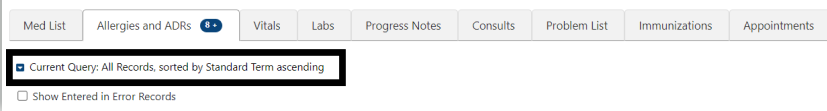 Med List Allergies and ADRs 8 + Vitals Labs Progress Notes Consults Problem List Immunizations Appointments
Current Query: All Records, sorted by Standard Term ascending
Show Entered in Error Records